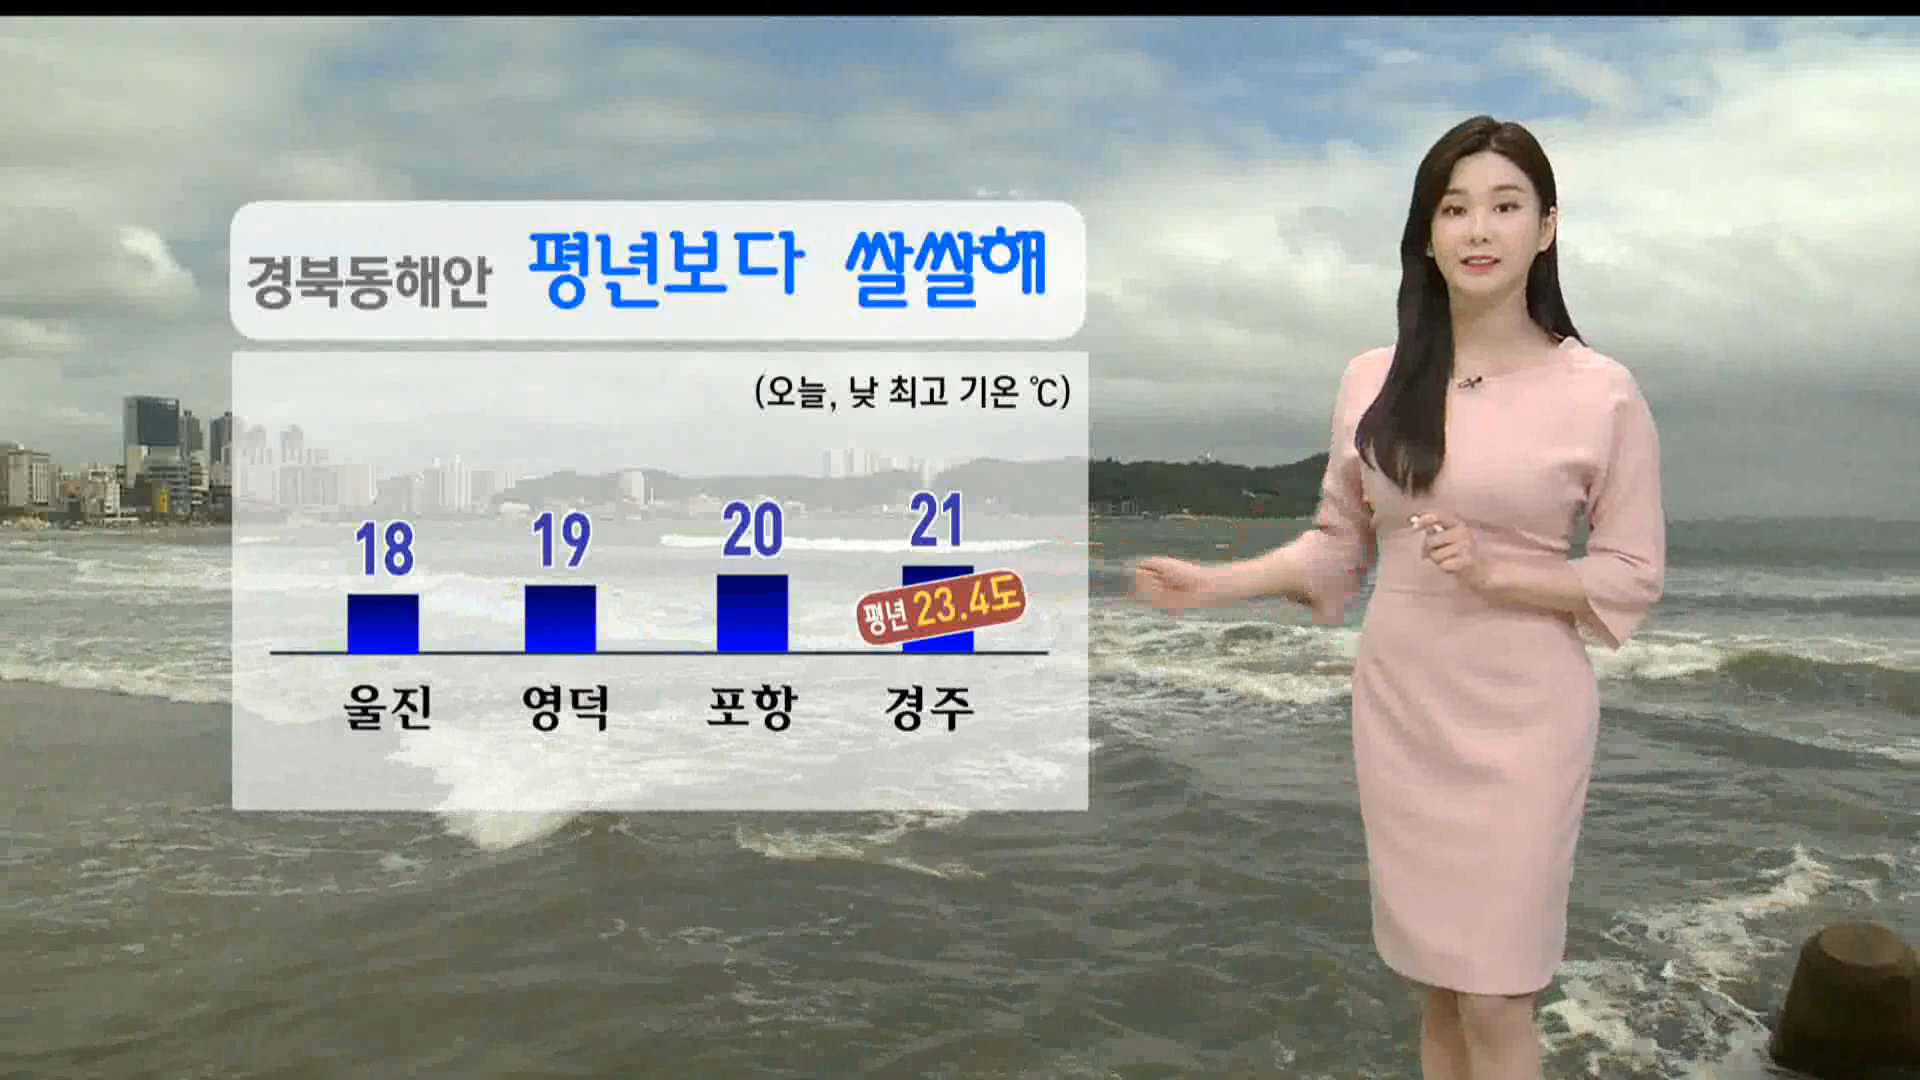 경북동해안 평년보다 쌀쌀해
(오늘, 낮 최고 기온 ℃)
18 19 20 21
평년 23.4도
울진 영덕 포항 경주